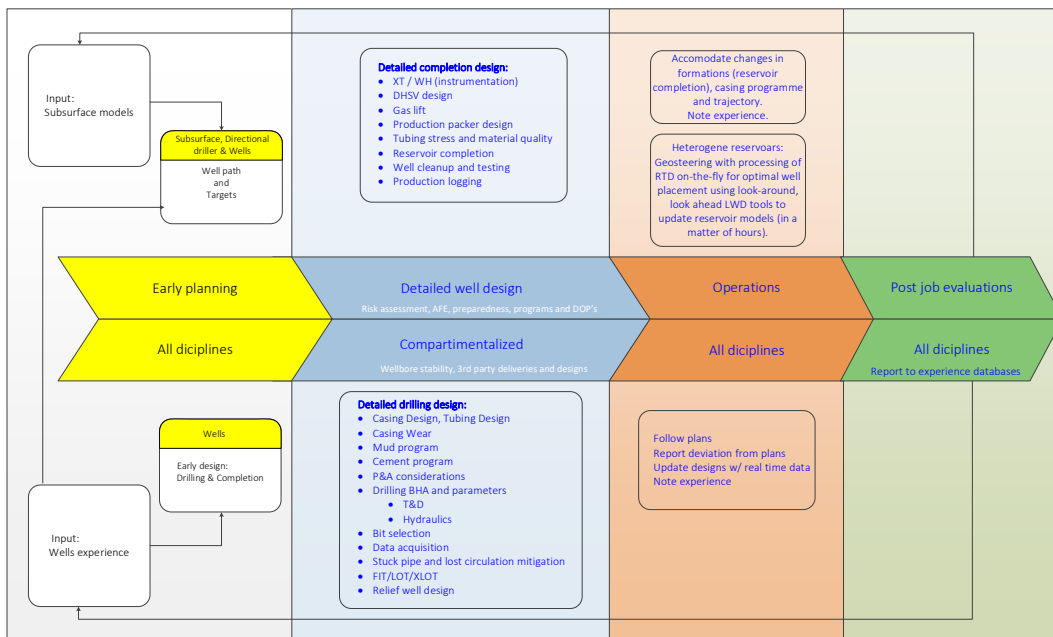 Input:
Subsurface models
Subsurface, Directional
driller & Wells
Well path
and
Targets
Detailed completion design:
• XT / WH (instrumentation)
• DHSV design
• Gas lift
• Production packer design
• Tubing stress and material quality
• Reservoir completion
• Well cleanup and testing
• Production logging
Accomodate changes in
formations (reservoir
completion), casing programme
and trajectory.
Note experience.
Heterogene reservoars:
Geosteering with processing of
RTD on-the-fly for optimal well
placement using look-around,
look ahead LWD tools to
update reservoir models (in a
matter of hours).
Early planning
Detailed well design
Risk assessment, AFE, preparedness, programs and DOP's
Operations
Post job evaluations
All diciplines
Compartimentalized
Wellbore stability, 3rd party deliveries and designs
All diciplines
All diciplines
Report to experience databases
Wells
Early design:
Drilling & Completion
Input:
Wells experience
Detailed drilling design:
• Casing Design, Tubing Design
• Casing Wear
• Mud program
• Cement program
• P&A considerations
• Drilling BHA and parameters
• T&D
• Hydraulics
• Bit selection
• Data acquisition
• Stuck pipe and lost circulation mitigation
• FIT/LOT/XLOT
• Relief well design
Follow plans
Report deviation from plans
Update designs w/ real time data
Note experience